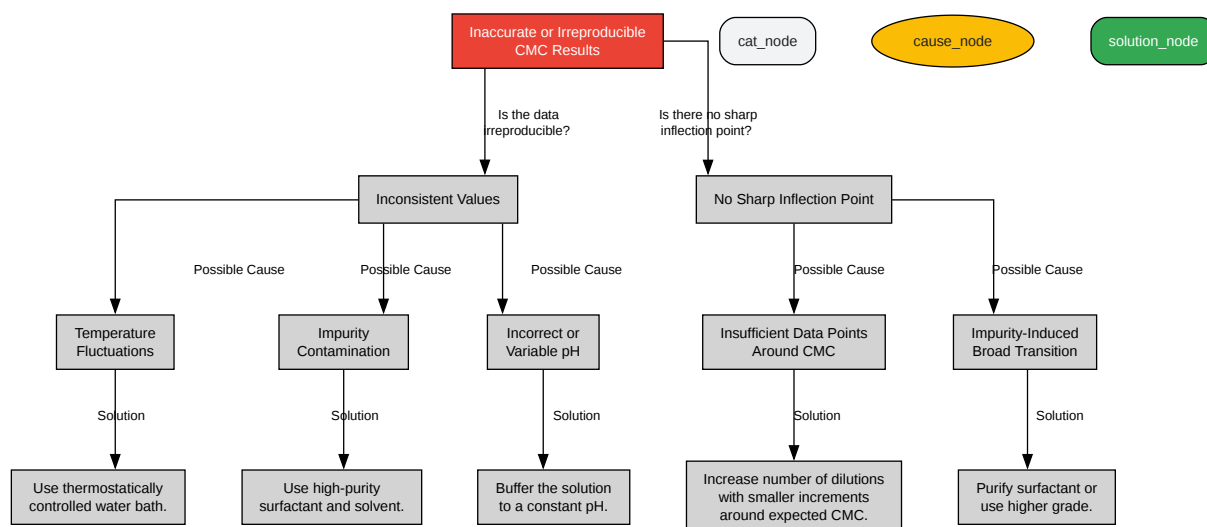 Inaccurate or Irreproducible
CMC Results
cat_node
cause_node
solution_node
Is the data
irreproducible?
Is there no sharp
inflection point?
Inconsistent Values
No Sharp Inflection Point
Possible Cause
Possible Cause
Possible Cause
Possible Cause
Possible Cause
Temperature
Fluctuations
Impurity
Contamination
Incorrect or
Variable pH
Insufficient Data Points
Around CMC
Impurity-Induced
Broad Transition
Solution
Solution
Solution
Solution
Solution
Use thermostatically
controlled water bath.
Use high-purity
surfactant and solvent.
Buffer the solution
to a constant pH.
Increase number of dilutions
with smaller increments
around expected CMC.
Purify surfactant or
use higher grade.